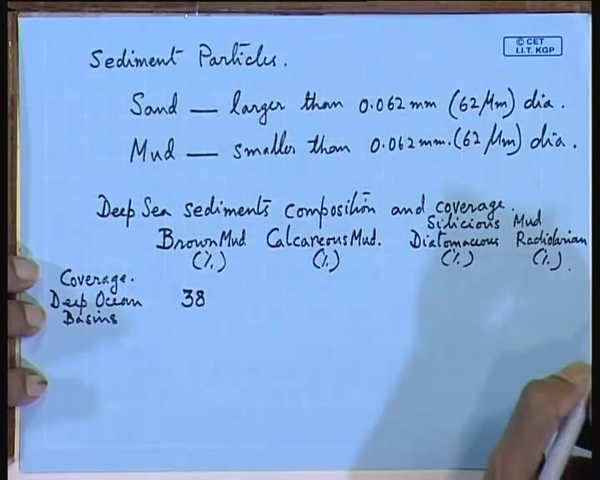 © CET
I.I.T. KGP
Sediment Particles.
Sand — larger than 0.062 mm (62 μm) dia.
Mud — smaller than 0.062 mm. (62 μm) dia.
Deep Sea sediments composition and coverage.
Silicious Mud
Brown Mud Calcareous Mud. Diatomaceous Radiolarian
(%) (%) (%) (%).
Coverage.
Deep Ocean 38
Basins